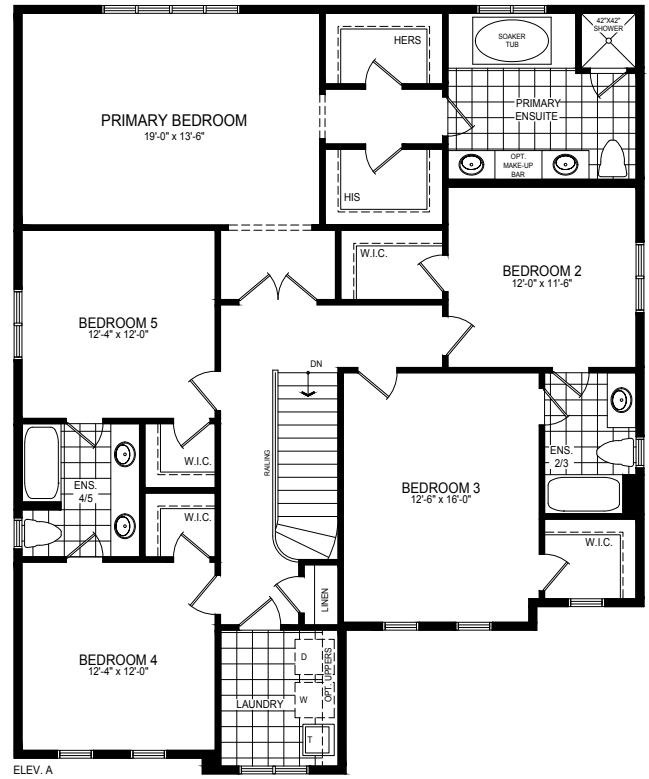 42"X42"
SHOWER
HERS
SOAKER
TUB
PRIMARY BEDROOM
19'-0" x 13'-6"
PRIMARY
ENSUITE
OPT.
MAKE-UP
BAR
HIS
W.I.C.
BEDROOM 2
12'-0" x 11'-6"
BEDROOM 5
12'-4" x 12'-0"
DN
RAILING
W.I.C.
ENS.
4/5
ENS.
2/3
BEDROOM 3
12'-6" x 16'-0"
W.I.C.
W.I.C.
LINEN
BEDROOM 4
12'-4" x 12'-0"
D
OPT. UPPERS
W
LAUNDRY
T
ELEV. A